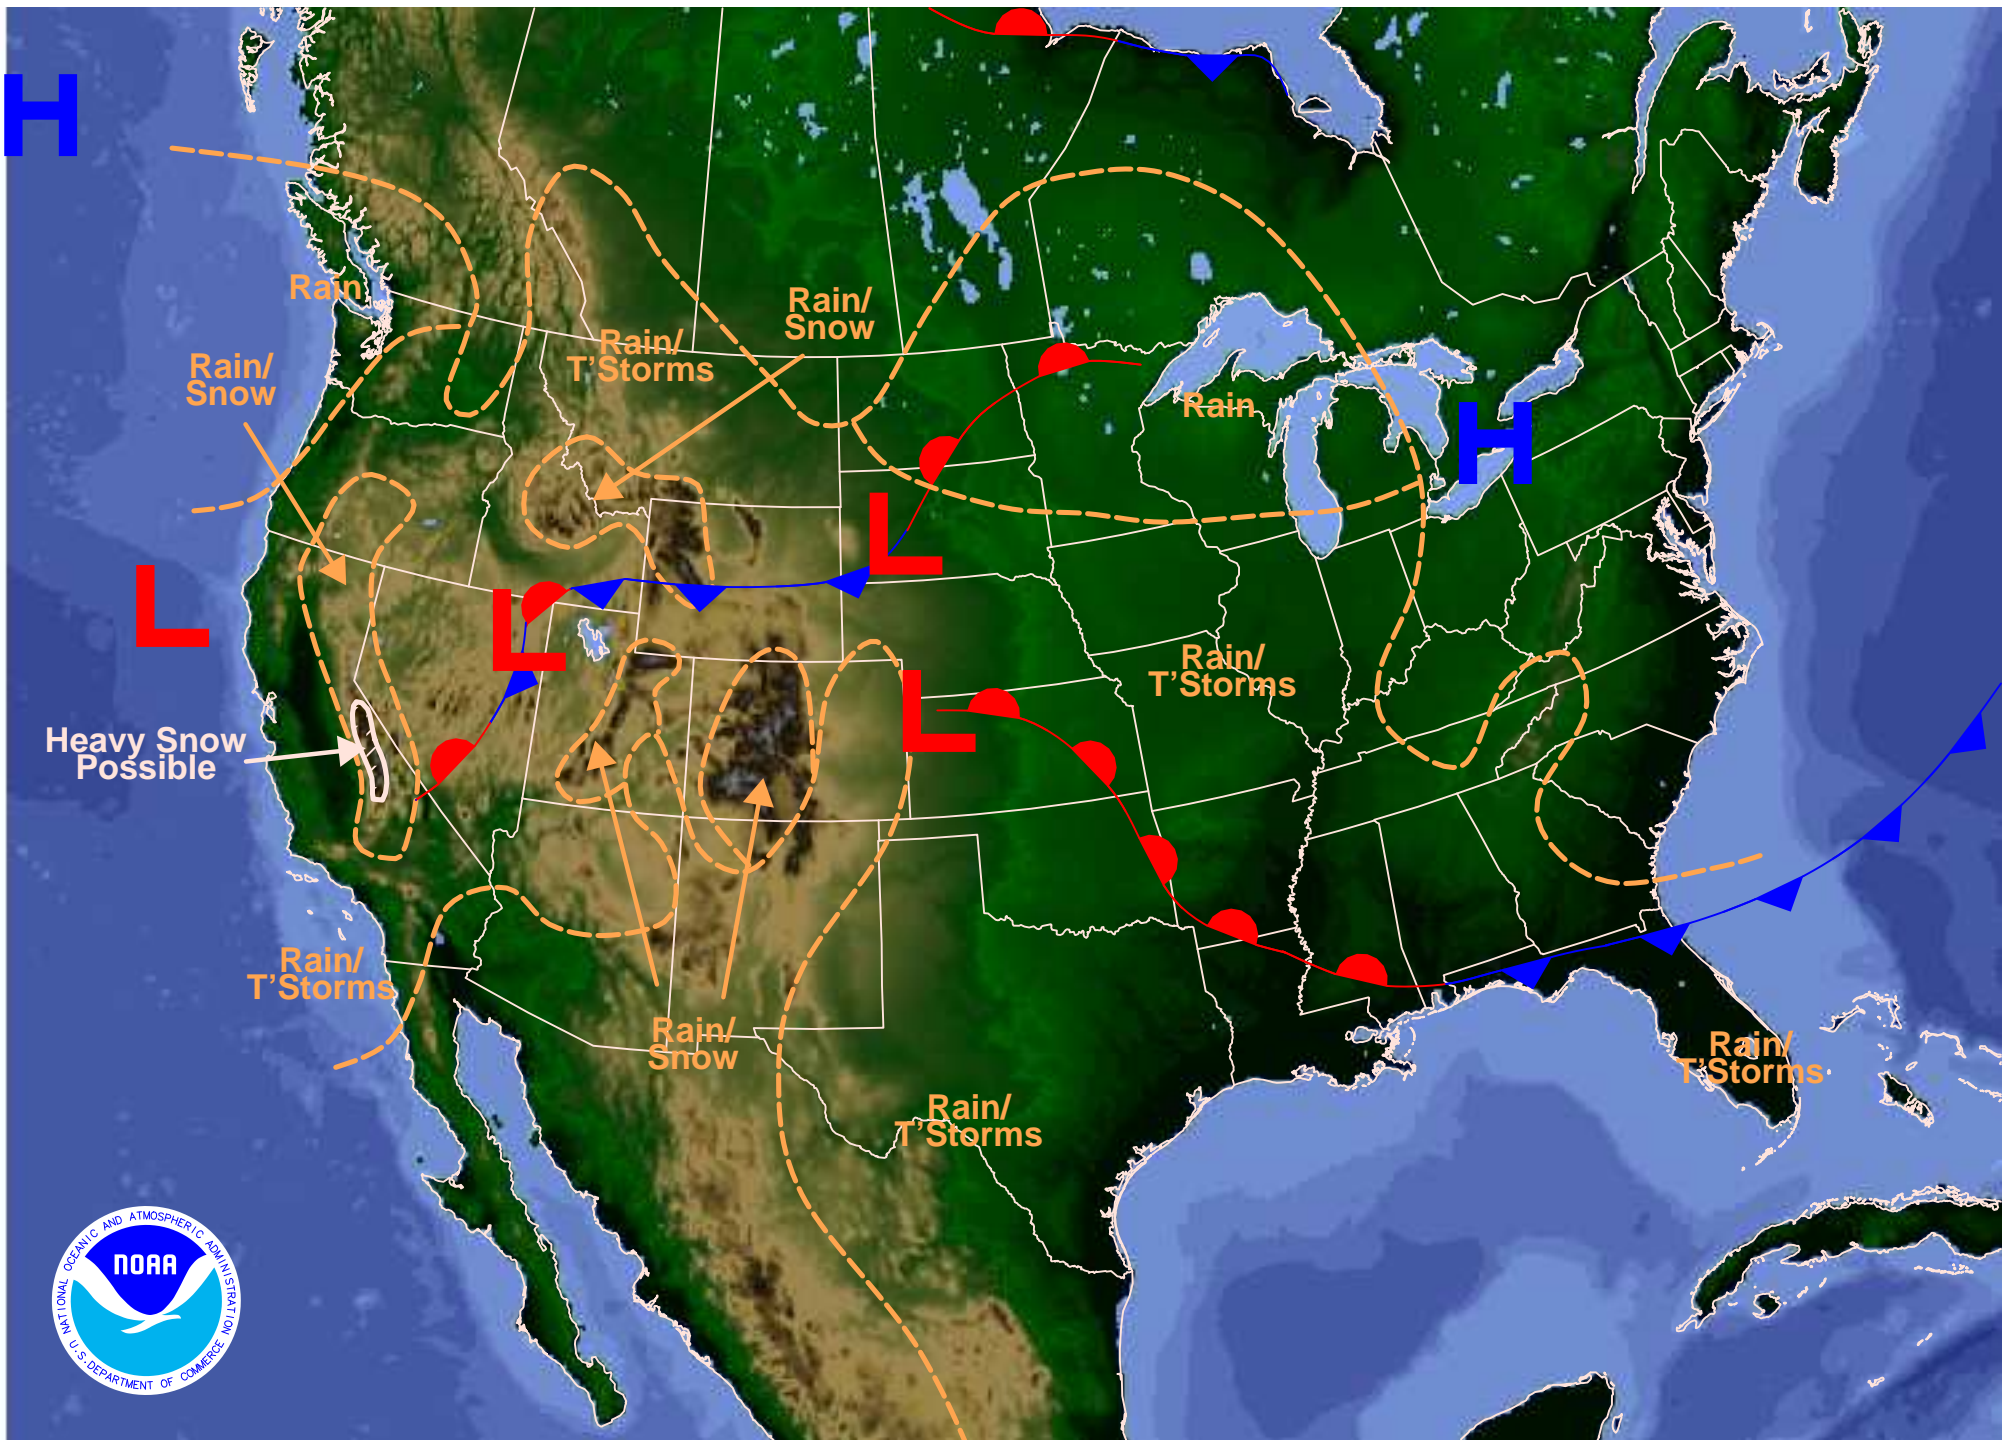 H
Rain
Rain/
Snow
Rain/
T'Storms
Rain/
Snow
Rain
H
L
L
L
L
Heavy Snow
Possible
Rain/
T'Storms
Rain/
T'Storms
Rain/
Snow
Rain/
T'Storms
Rain/
T'Storms
NATIONAL OCEANIC AND ATMOSPHERIC ADMINISTRATION
NOAA
U.S. DEPARTMENT OF COMMERCE